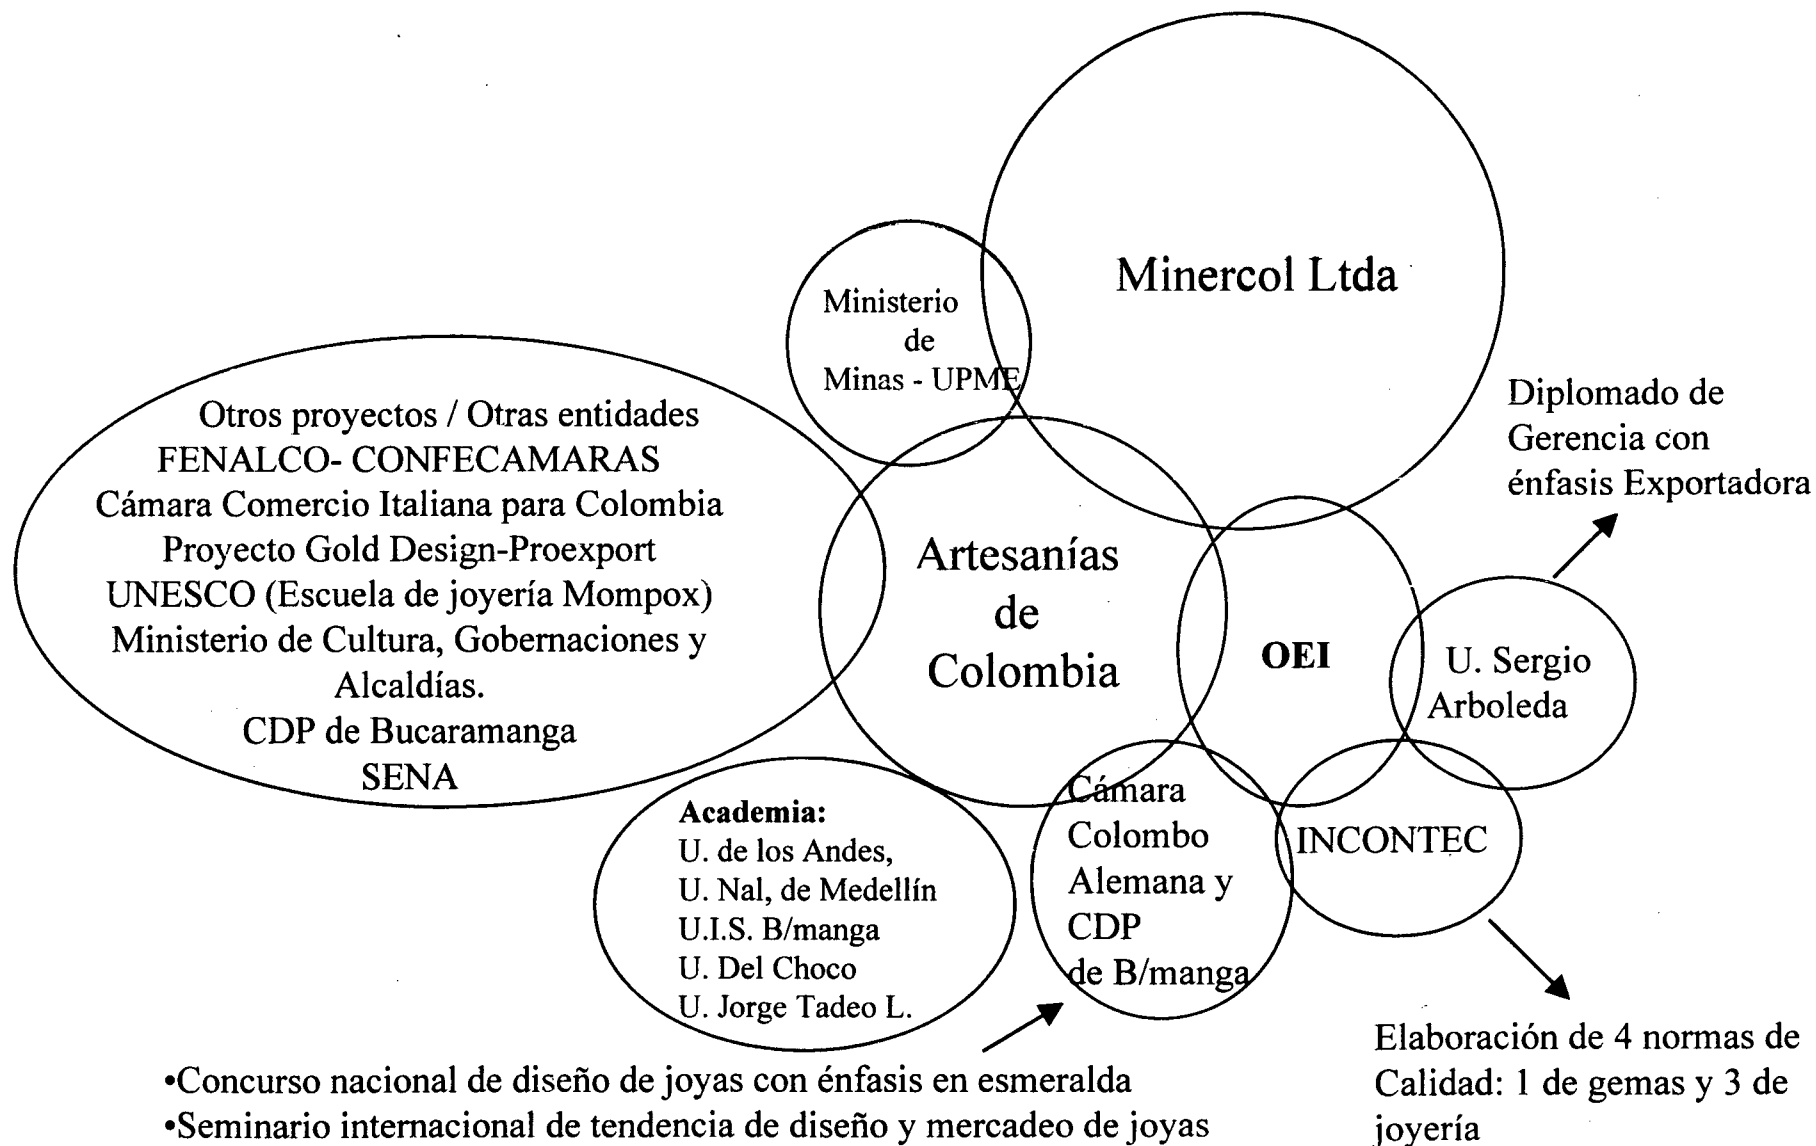 Minercol Ltda
Ministerio
de
Minas - UPME
Otros proyectos / Otras entidades
FENALCO- CONFECAMARAS
Cámara Comercio Italiana para Colombia
Proyecto Gold Design-Proexport
UNESCO (Escuela de joyería Mompox)
Ministerio de Cultura, Gobernaciones y
Alcaldías.
CDP de Bucaramanga
SENA
Artesanías
de
Colombia
OEI
Diplomado de
Gerencia con
énfasis Exportadora
U. Sergio
Arboleda
Academia:
U. de los Andes,
U. Nal, de Medellín
U.I.S. B/manga
U. Del Choco
U. Jorge Tadeo L.
Cámara
Colombo
Alemana y
CDP
de B/manga
INCONTEC
•Concurso nacional de diseño de joyas con énfasis en esmeralda
•Seminario internacional de tendencia de diseño y mercadeo de joyas
Elaboración de 4 normas de
Calidad: 1 de gemas y 3 de
joyería